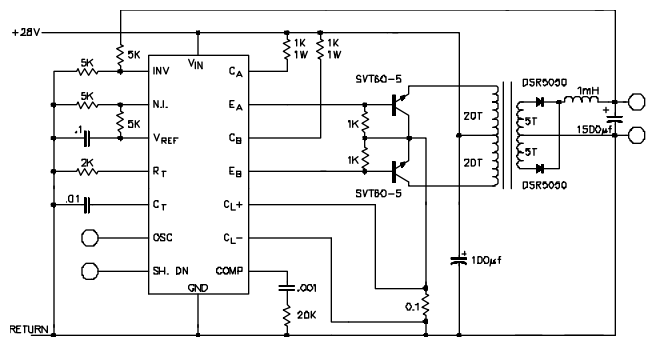 +28V
5K
5K
1K
1W
1K
1W
INV
VIN
CA
SVT60-5
DSR5050
1mH
5K
N.I.
EA
5K
1K
20T
5T
1500µf
+
.1
VREF
CB
1K
20T
5T
2K
RT
EB
DSR5050
SVT60-5
.01
CT
CL+
OSC
CL-
+
100µf
SH. DN
COMP
GND
.001
0.1
20K
RETURN